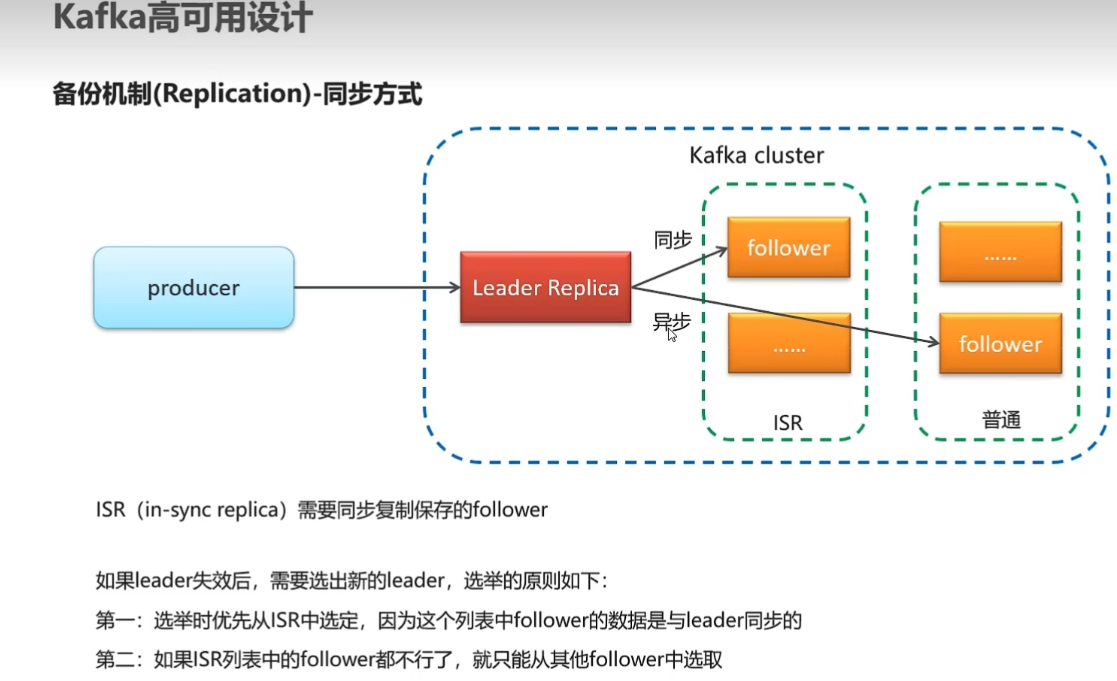 Kafka高可用设计
备份机制(Replication)-同步方式
Kafka cluster
producer
Leader Replica
同步
异步
follower
......
ISR
......
follower
普通
ISR（in-sync replica）需要同步复制保存的follower
如果leader失效后，需要选出新的leader，选举的原则如下：
第一：选举时优先从ISR中选定，因为这个列表中follower的数据是与leader同步的
第二：如果ISR列表中的follower都不行了，就只能从其他follower中选取